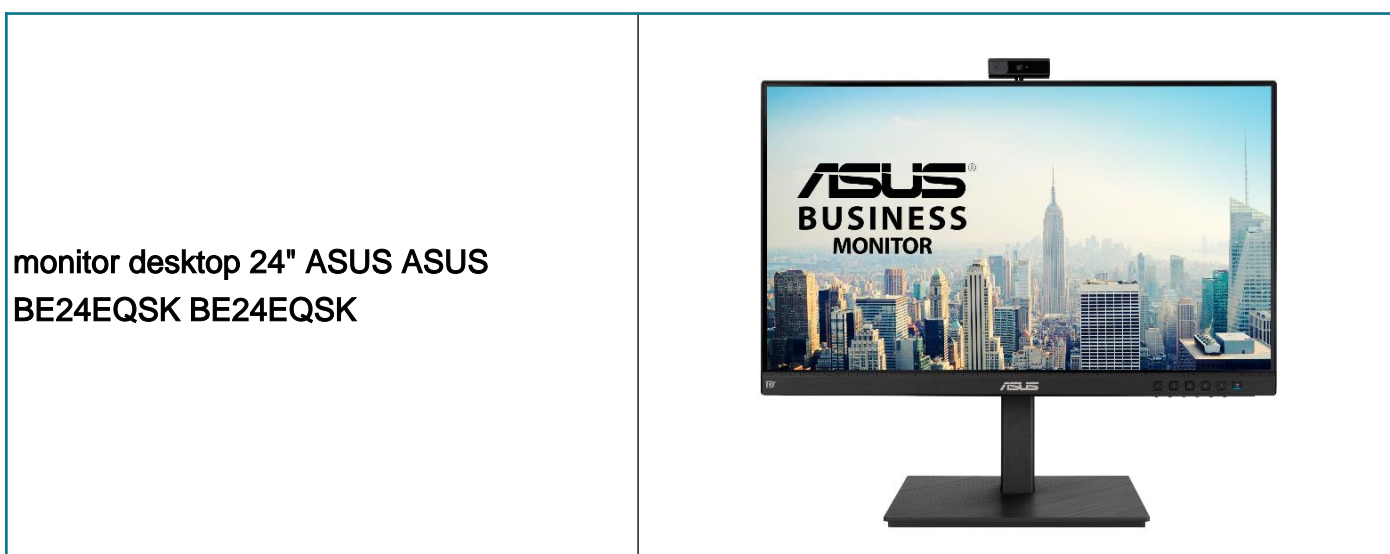 monitor desktop 24" ASUS ASUS
BE24EQSK BE24EQSK
ASUS®
BUSINESS
MONITOR
ASUS